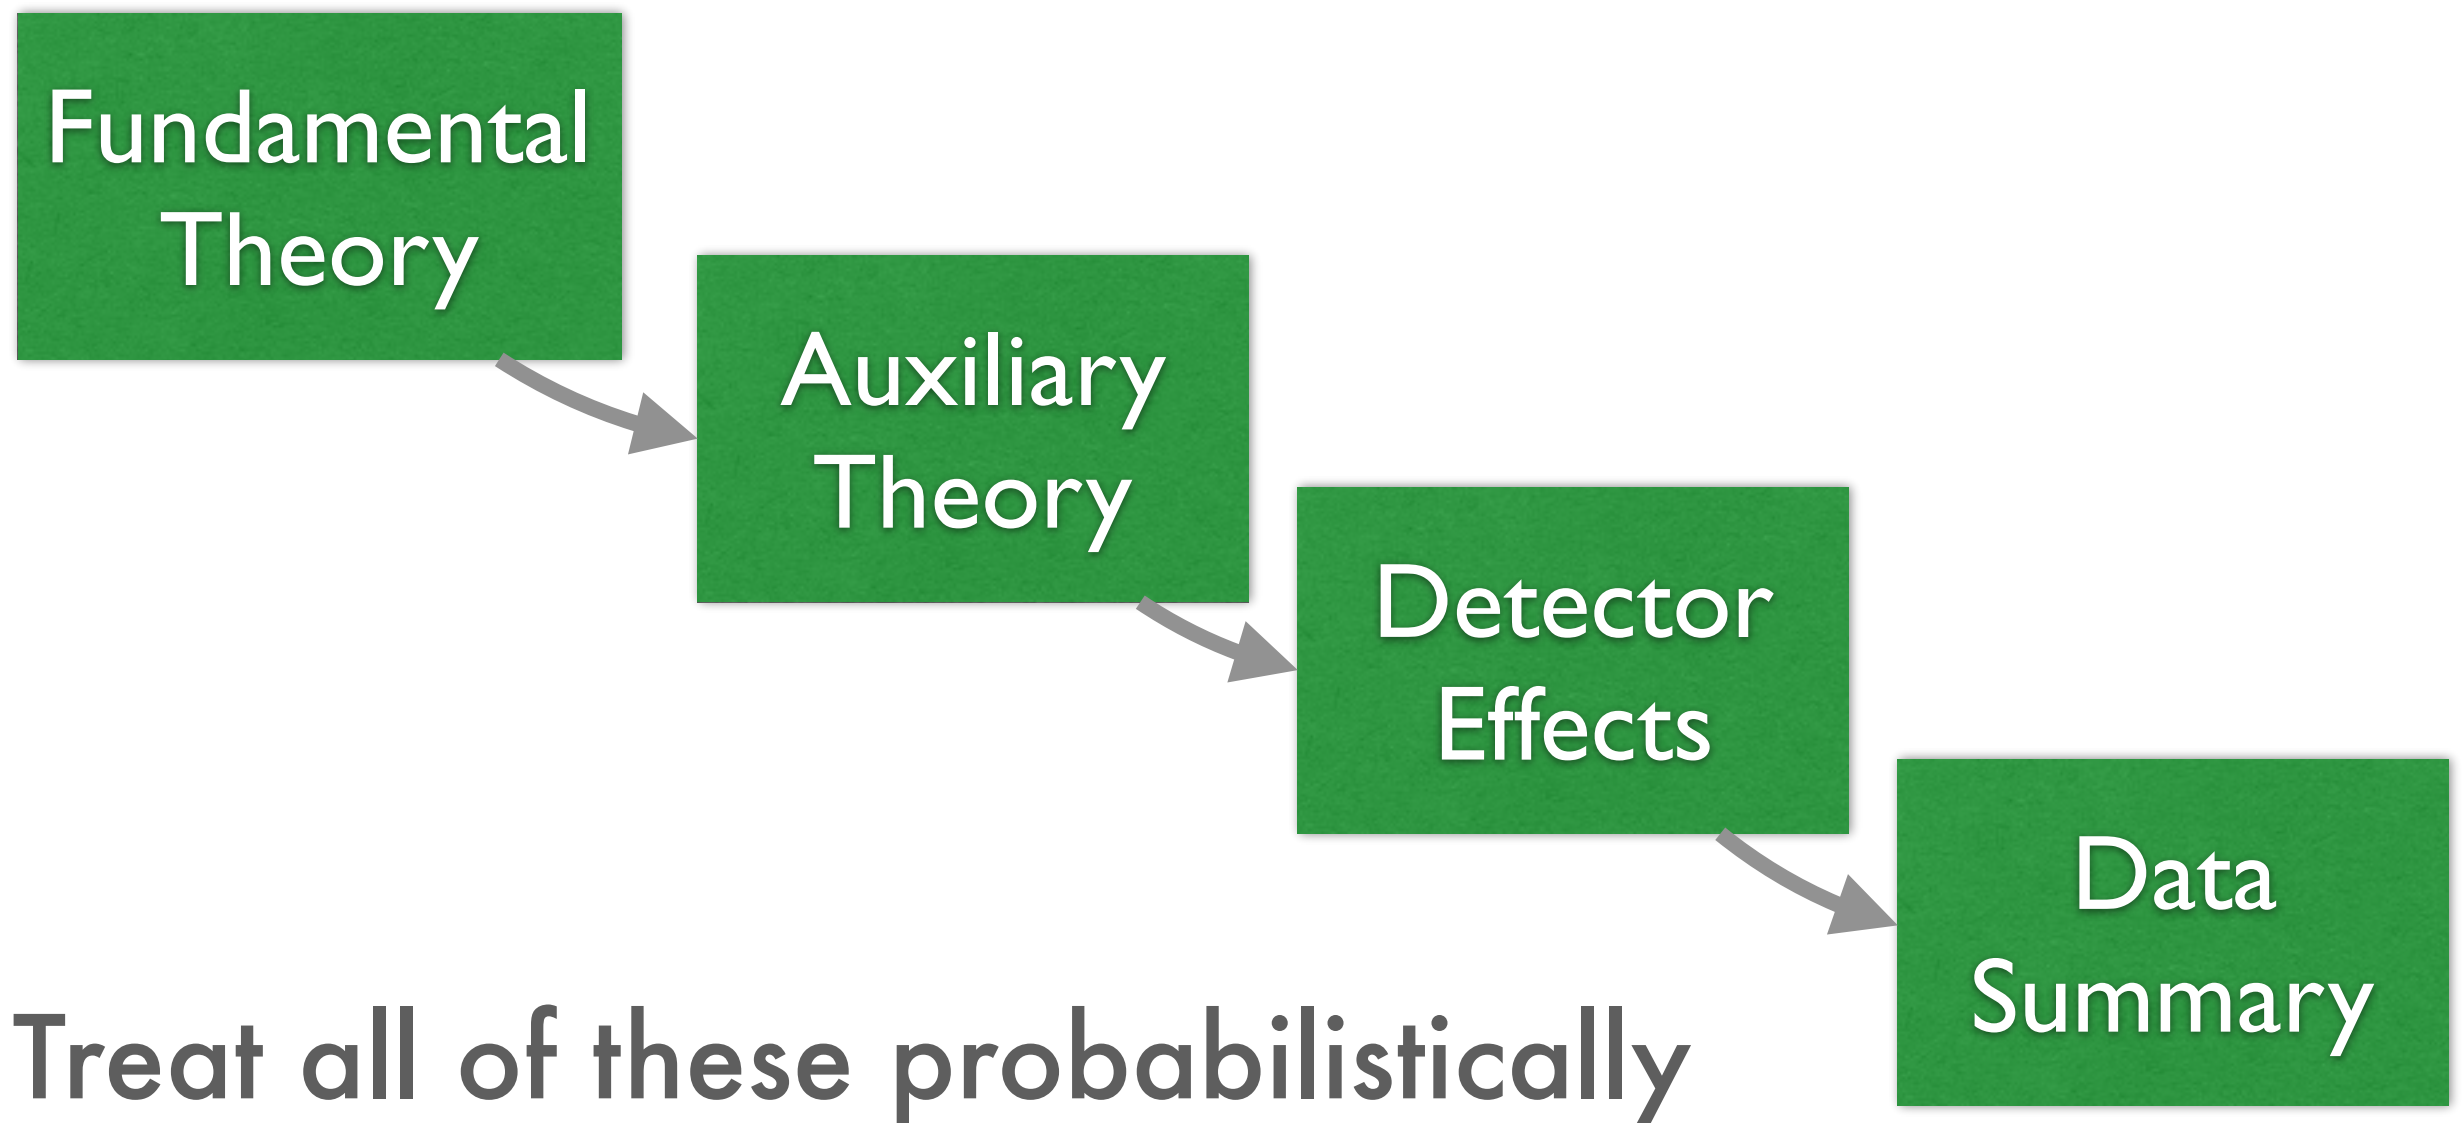 Fundamental
Theory
Auxiliary
Theory
Detector
Effects
Data
Summary
Treat all of these probabilistically